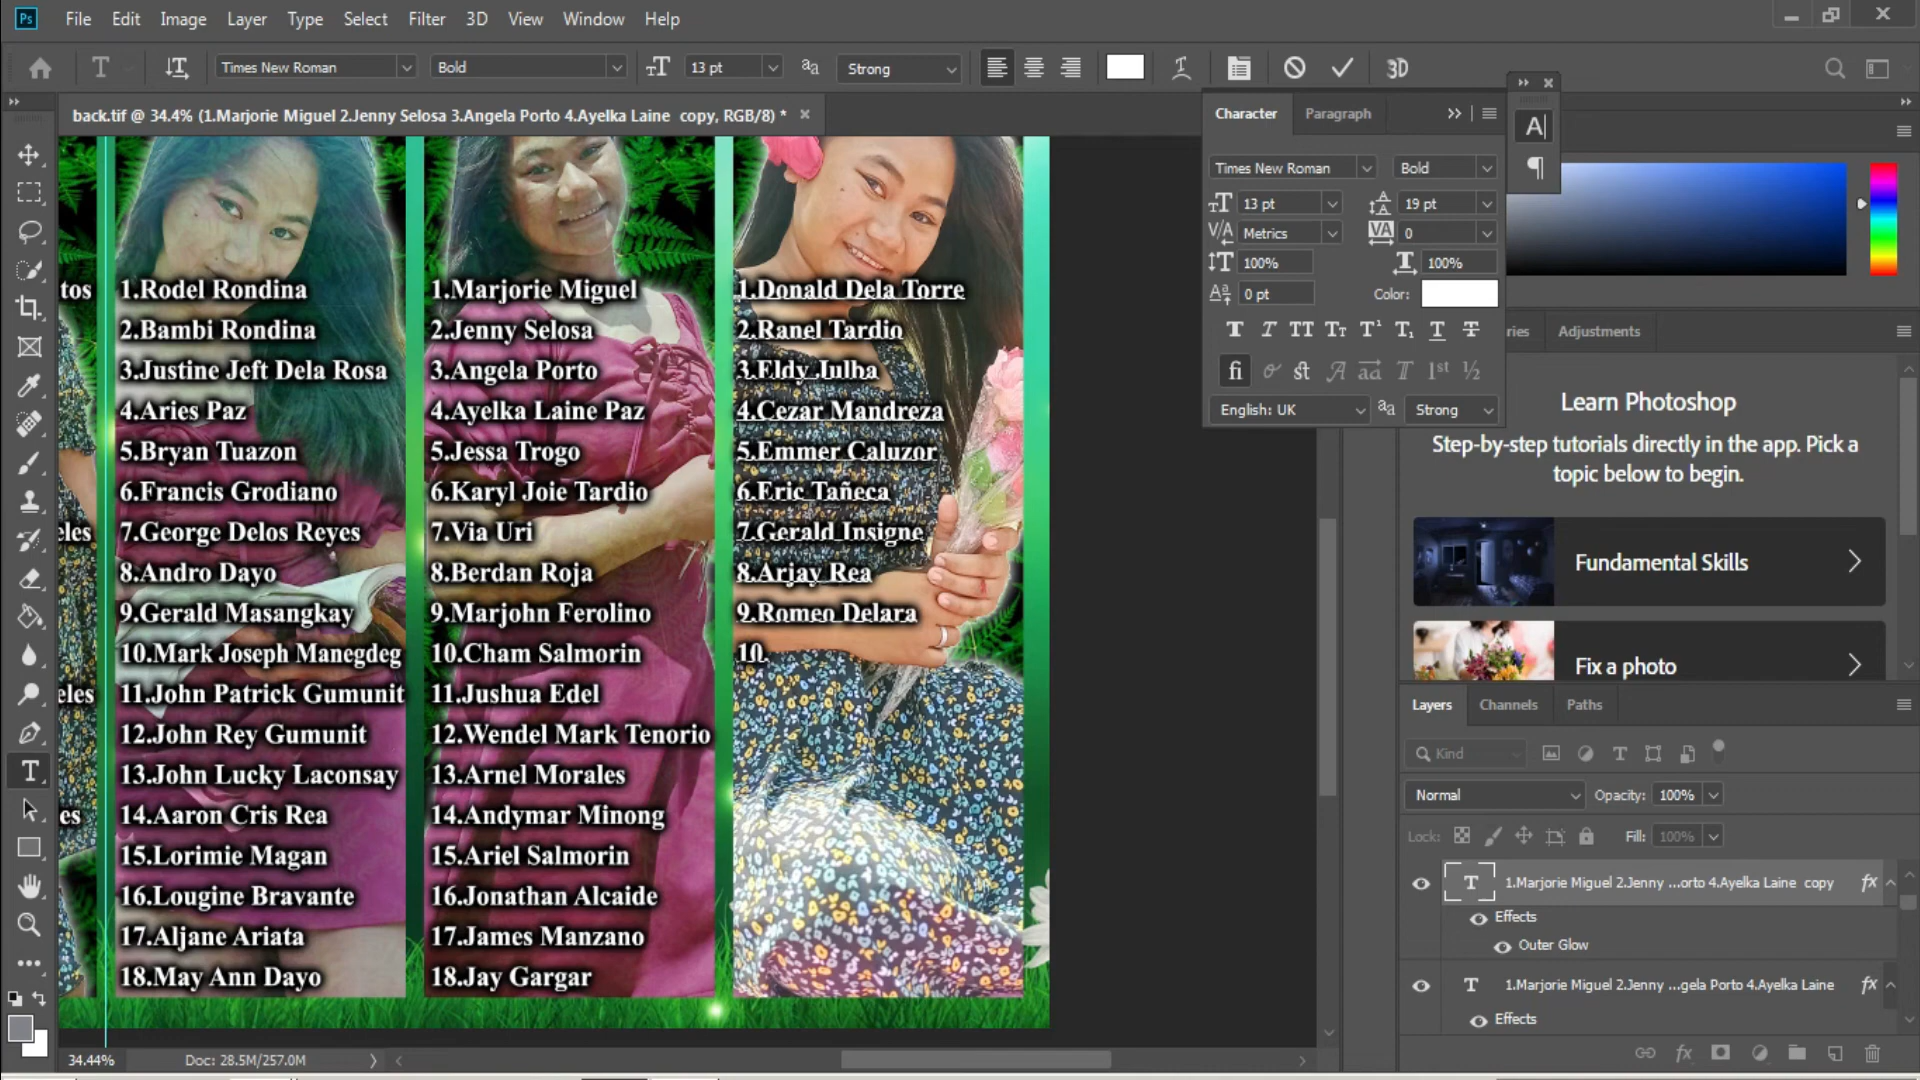 File Edit Image Layer Type Select Filter 3D View Window Help
Times New Roman Bold 13 pt Strong 3D
back.tif @ 34.4% (1.Marjorie Miguel 2.Jenny Selosa 3.Angela Porto 4.Ayelka Laine copy, RGB/8) *
tos
eles
eles
es
1.Rodel Rondina
2.Bambi Rondina
3.Justine Jeft Dela Rosa
4.Aries Paz
5.Bryan Tuazon
6.Francis Grodiano
7.George Delos Reyes
8.Andro Dayo
9.Gerald Masangkay
10.Mark Joseph Manegdeg
11.John Patrick Gumunit
12.John Rey Gumunit
13.John Lucky Laconsay
14.Aaron Cris Rea
15.Lorimie Magan
16.Lougine Bravante
17.Aljane Ariata
18.May Ann Dayo
1.Marjorie Miguel
2.Jenny Selosa
3.Angela Porto
4.Ayelka Laine Paz
5.Jessa Trogo
6.Karyl Joie Tardio
7.Via Uri
8.Berdan Roja
9.Marjohn Ferolino
10.Cham Salmorin
11.Jushua Edel
12.Wendel Mark Tenorio
13.Arnel Morales
14.Andymar Minong
15.Ariel Salmorin
16.Jonathan Alcaide
17.James Manzano
18.Jay Gargar
1.Donald Dela Torre
2.Ranel Tardio
3.Eldy Julba
4.Cezar Mandreza
5.Emmer Caluzor
6.Eric Tañeca
7.Gerald Insigne
8.Arjay Rea
9.Romeo Delara
10.
Character Paragraph
Times New Roman Bold
13 pt 19 pt
Metrics 0
100% 100%
0 pt Color:
English: UK Strong
ries Adjustments
Learn Photoshop
Step-by-step tutorials directly in the app. Pick a
topic below to begin.
Fundamental Skills
Fix a photo
Layers Channels Paths
Kind
Normal Opacity: 100%
Lock: Fill: 100%
1.Marjorie Miguel 2.Jenny ...orto 4.Ayelka Laine copy fx
Effects
Outer Glow
1.Marjorie Miguel 2.Jenny ...gela Porto 4.Ayelka Laine fx
Effects
34.44% Doc: 28.5M/257.0M